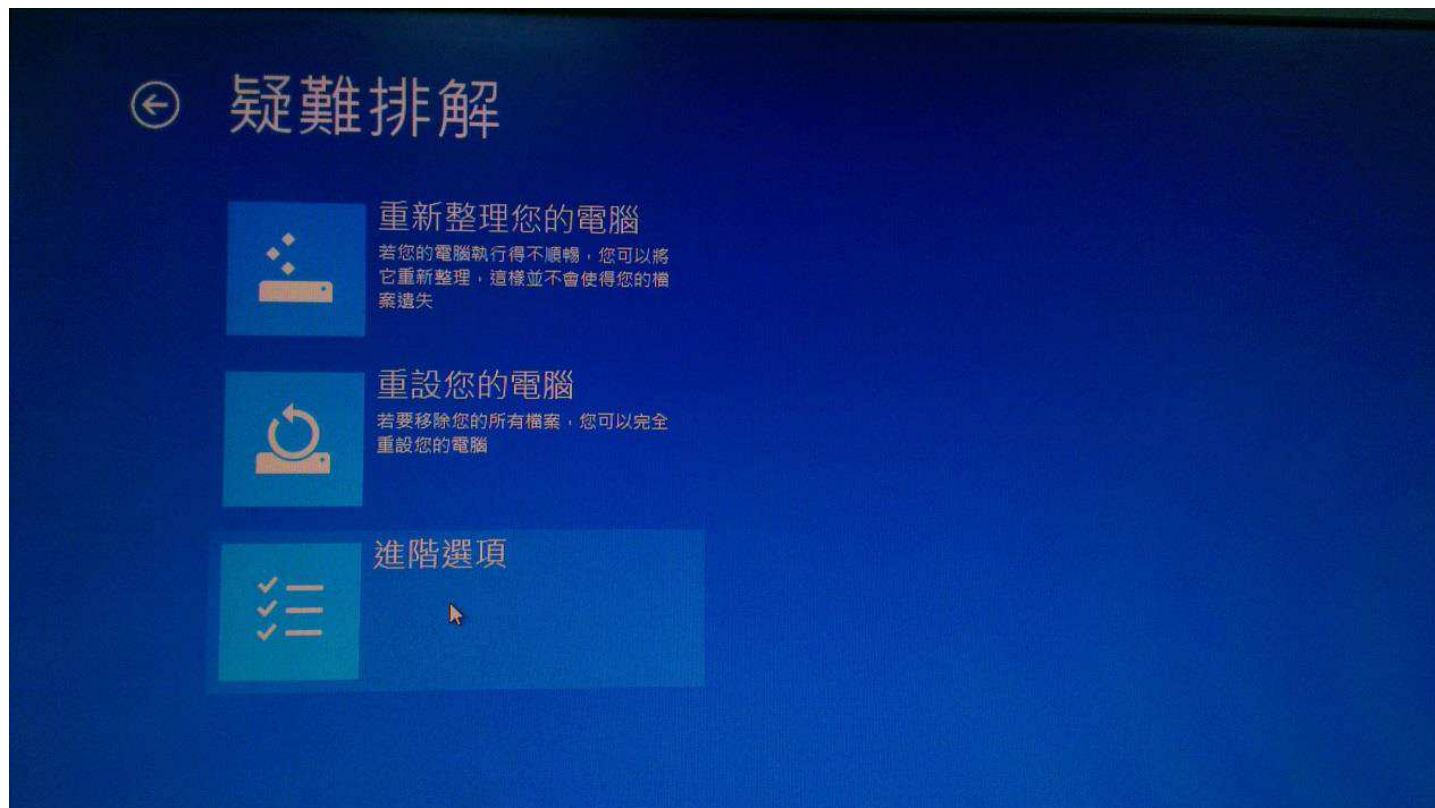 疑難排解
重新整理您的電腦
若您的電腦執行得不順暢，您可以將
它重新整理，這樣並不會使得您的檔
案遺失
重設您的電腦
若要移除您的所有檔案，您可以完全
重設您的電腦
進階選項